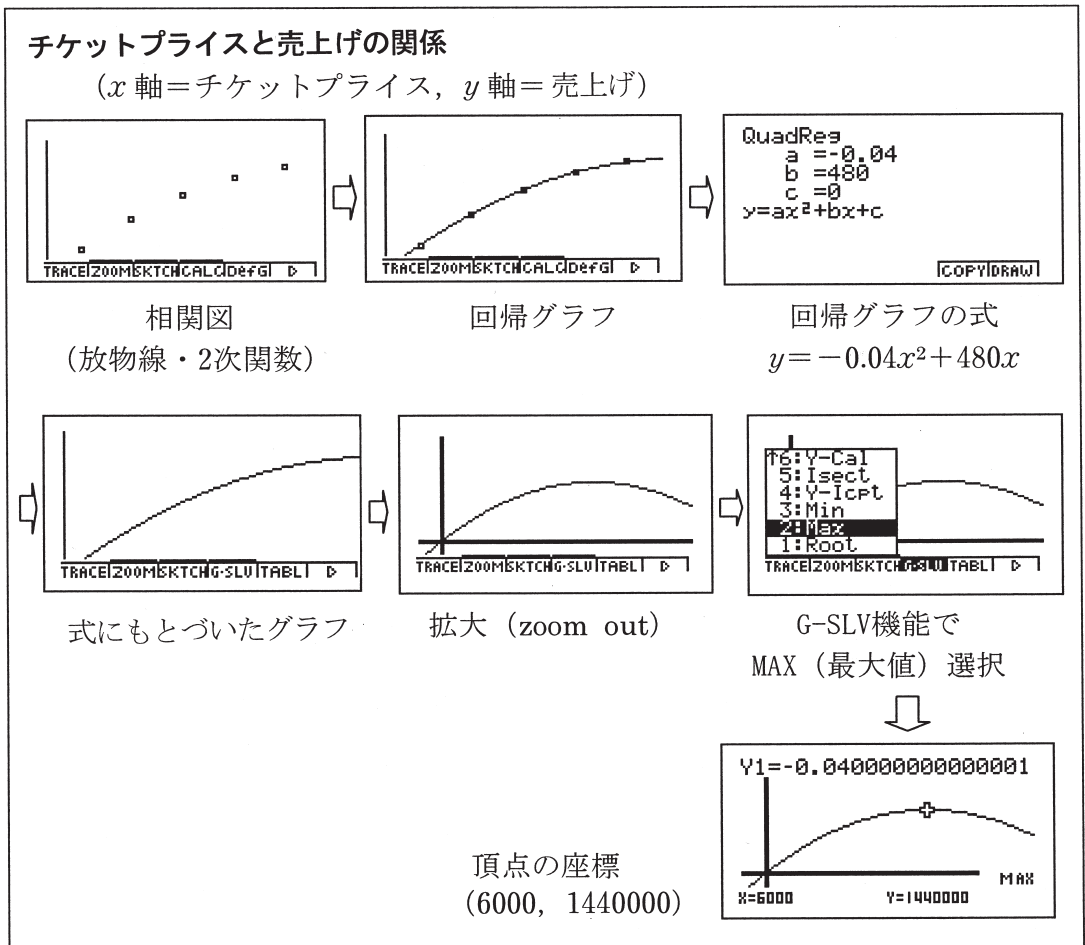 チケットプライスと売上げの関係
（x 軸＝チケットプライス，y 軸＝売上げ）
TRACE ZOOM SKTCH CALC DefG ▷
相関図
（放物線・2次関数）
TRACE ZOOM SKTCH CALC DefG ▷
回帰グラフ
QuadReg
a =-0.04
b =480
c =0
y=ax²+bx+c
COPY DRAW
回帰グラフの式
y＝－0.04x²＋480x
TRACE ZOOM SKTCH G-SLV TABL ▷
式にもとづいたグラフ
TRACE ZOOM SKTCH G-SLV TABL ▷
拡大（zoom out）
↑6:Y-Cal
5:Isect
4:Y-Icpt
3:Min
2:Max
1:Root
TRACE ZOOM SKTCH G-SLV TABL ▷
G-SLV機能で
MAX（最大値）選択
Y1=-0.0400000000000001
MAX
X=6000 Y=1440000
頂点の座標
(6000, 1440000)